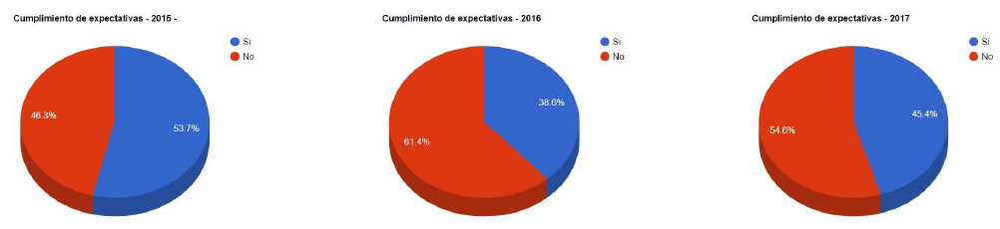 Cumplimiento de expectativas - 2015 -
Si
No
46.3%
53.7%
Cumplimiento de expectativas - 2016
Si
No
38.6%
61.4%
Cumplimiento de expectativas - 2017
Si
No
45.4%
54.6%